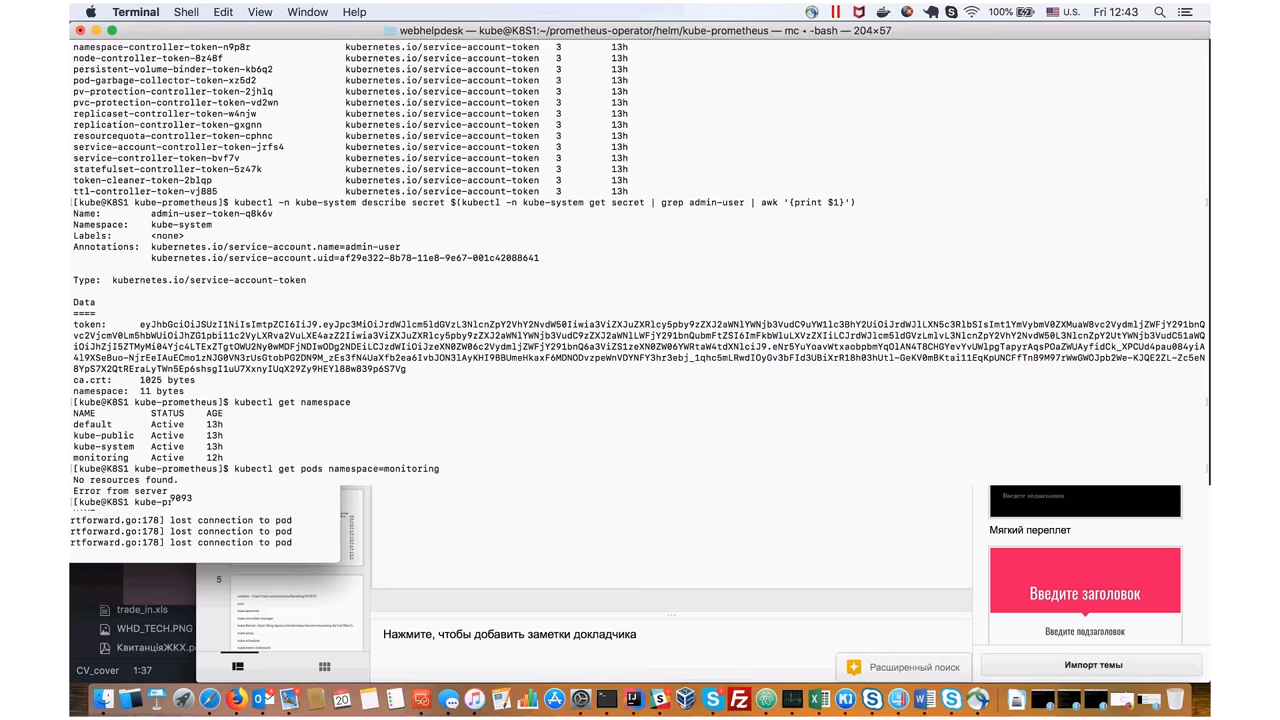 Terminal Shell Edit View Window Help 100% U.S. Fri 12:43
webhelpdesk — kube@K8S1:~/prometheus-operator/helm/kube-prometheus — mc ◂ -bash — 204×57
namespace-controller-token-n9p8r kubernetes.io/service-account-token 3 13h
node-controller-token-8z48f kubernetes.io/service-account-token 3 13h
persistent-volume-binder-token-kb6q2 kubernetes.io/service-account-token 3 13h
pod-garbage-collector-token-xz5d2 kubernetes.io/service-account-token 3 13h
pv-protection-controller-token-2jhlq kubernetes.io/service-account-token 3 13h
pvc-protection-controller-token-vd2wn kubernetes.io/service-account-token 3 13h
replicaset-controller-token-w4njw kubernetes.io/service-account-token 3 13h
replication-controller-token-gxgnn kubernetes.io/service-account-token 3 13h
resourcequota-controller-token-cphnc kubernetes.io/service-account-token 3 13h
service-account-controller-token-jrfs4 kubernetes.io/service-account-token 3 13h
service-controller-token-bvf7v kubernetes.io/service-account-token 3 13h
statefulset-controller-token-5z47k kubernetes.io/service-account-token 3 13h
token-cleaner-token-2blqp kubernetes.io/service-account-token 3 13h
ttl-controller-token-vj885 kubernetes.io/service-account-token 3 13h
[kube@K8S1 kube-prometheus]$ kubectl -n kube-system describe secret $(kubectl -n kube-system get secret | grep admin-user | awk '{print $1}')
Name: admin-user-token-q8k6v
Namespace: kube-system
Labels: <none>
Annotations: kubernetes.io/service-account.name=admin-user
kubernetes.io/service-account.uid=af29e322-8b78-11e8-9e67-001c42088641
Type: kubernetes.io/service-account-token
Data
====
token:
ca.crt: 1025 bytes
namespace: 11 bytes
[kube@K8S1 kube-prometheus]$ kubectl get namespace
NAME STATUS AGE
default Active 13h
kube-public Active 13h
kube-system Active 13h
monitoring Active 12h
[kube@K8S1 kube-prometheus]$ kubectl get pods namespace=monitoring
No resources found.
Error from server
[kube@K8S1 kube-pr
9093
rtforward.go:178] lost connection to pod
rtforward.go:178] lost connection to pod
rtforward.go:178] lost connection to pod
Введите подзаголовок
Мягкий переплет
5
Введите заголовок
Введите подзаголовок
trade_in.xls
WHD_TECH.PNG
КвитанціяЖКХ.p
CV_cover 1:37
Нажмите, чтобы добавить заметки докладчика
Расширенный поиск
Импорт темы
20